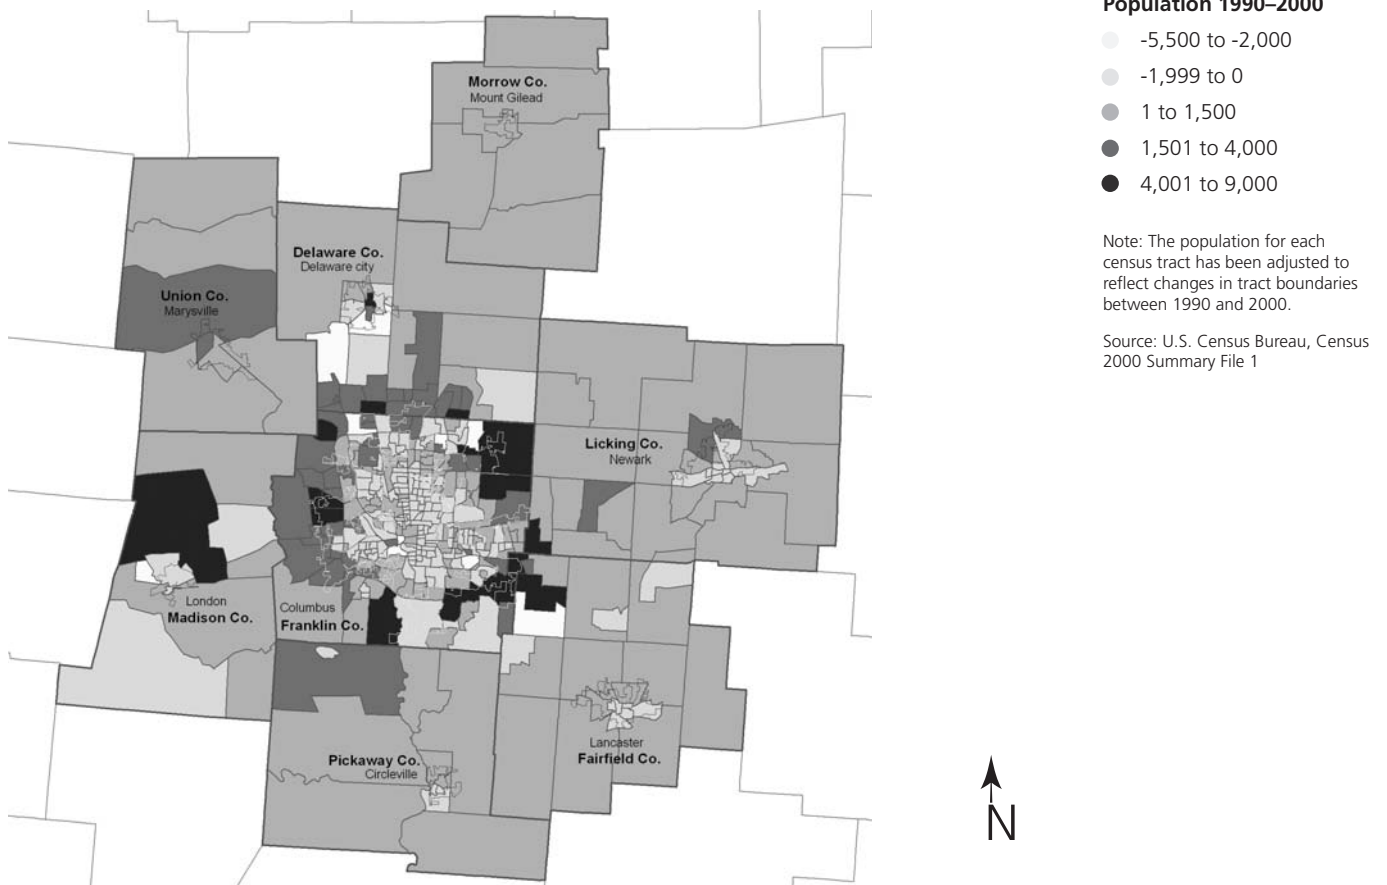 Population 1990–2000
-5,500 to -2,000
-1,999 to 0
1 to 1,500
1,501 to 4,000
4,001 to 9,000
Note: The population for each
census tract has been adjusted to
reflect changes in tract boundaries
between 1990 and 2000.
Source: U.S. Census Bureau, Census
2000 Summary File 1
Morrow Co.
Mount Gilead
Delaware Co.
Delaware city
Union Co.
Marysville
Licking Co.
Newark
London
Madison Co.
Columbus
Franklin Co.
Pickaway Co.
Circleville
Lancaster
Fairfield Co.
N